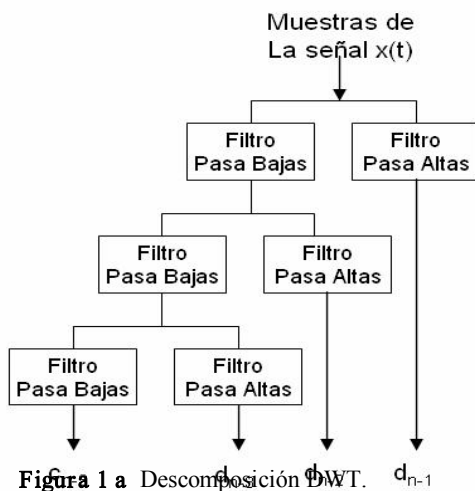 Muestras de
La señal x(t)
Filtro
Pasa Bajas
Filtro
Pasa Altas
Filtro
Pasa Bajas
Filtro
Pasa Altas
Filtro
Pasa Bajas
Filtro
Pasa Altas
d n-1
Figura 1 a Descomposición DWT.